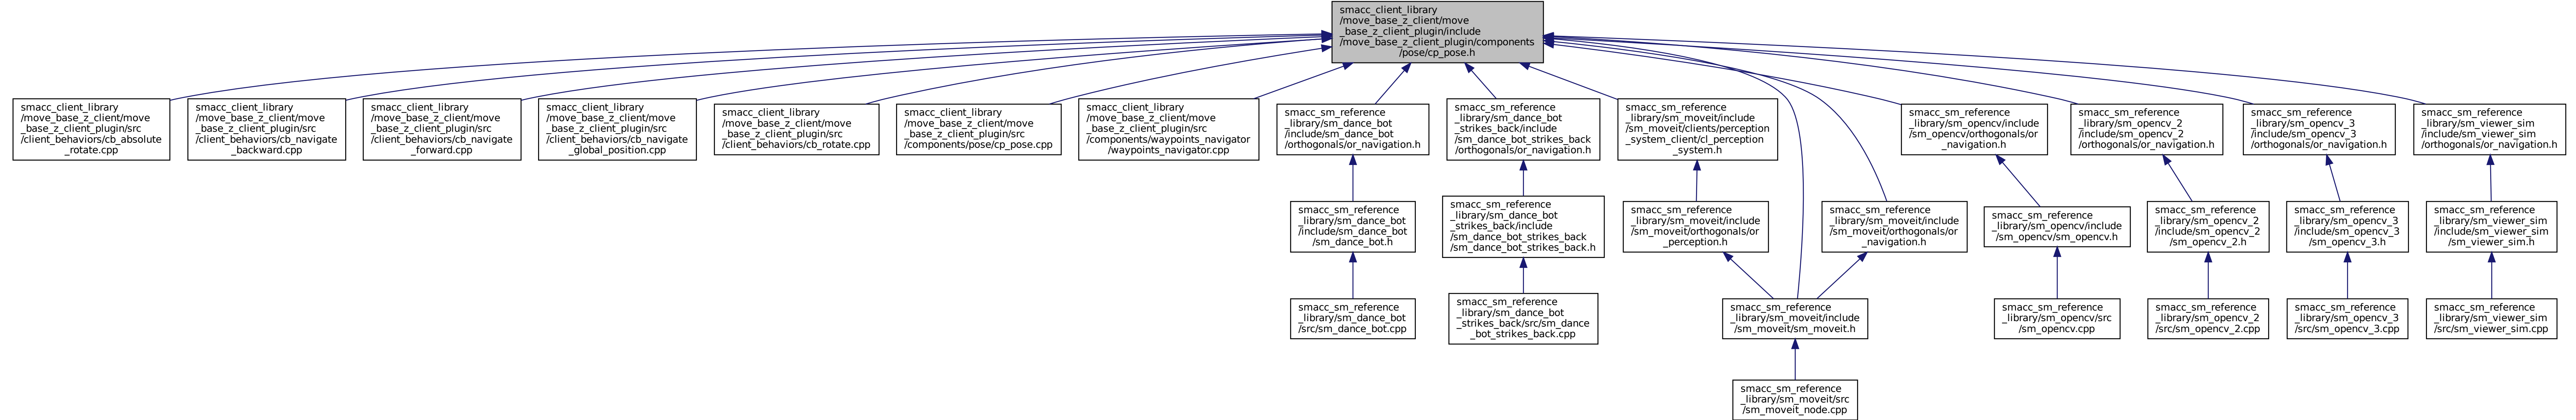 smacc_client_library
/move_base_z_client/move
_base_z_client_plugin/include
/move_base_z_client_plugin/components
/pose/cp_pose.h
smacc_client_library
/move_base_z_client/move
_base_z_client_plugin/src
/client_behaviors/cb_absolute
_rotate.cpp
smacc_client_library
/move_base_z_client/move
_base_z_client_plugin/src
/client_behaviors/cb_navigate
_backward.cpp
smacc_client_library
/move_base_z_client/move
_base_z_client_plugin/src
/client_behaviors/cb_navigate
_forward.cpp
smacc_client_library
/move_base_z_client/move
_base_z_client_plugin/src
/client_behaviors/cb_navigate
_global_position.cpp
smacc_client_library
/move_base_z_client/move
_base_z_client_plugin/src
/client_behaviors/cb_rotate.cpp
smacc_client_library
/move_base_z_client/move
_base_z_client_plugin/src
/components/pose/cp_pose.cpp
smacc_client_library
/move_base_z_client/move
_base_z_client_plugin/src
/components/waypoints_navigator
/waypoints_navigator.cpp
smacc_sm_reference
_library/sm_dance_bot
/include/sm_dance_bot
/orthogonals/or_navigation.h
smacc_sm_reference
_library/sm_dance_bot
_strikes_back/include
/sm_dance_bot_strikes_back
/orthogonals/or_navigation.h
smacc_sm_reference
_library/sm_moveit/include
/sm_moveit/clients/perception
_system_client/cl_perception
_system.h
smacc_sm_reference
_library/sm_opencv/include
/sm_opencv/orthogonals/or
_navigation.h
smacc_sm_reference
_library/sm_opencv_2
/include/sm_opencv_2
/orthogonals/or_navigation.h
smacc_sm_reference
_library/sm_opencv_3
/include/sm_opencv_3
/orthogonals/or_navigation.h
smacc_sm_reference
_library/sm_viewer_sim
/include/sm_viewer_sim
/orthogonals/or_navigation.h
smacc_sm_reference
_library/sm_dance_bot
/include/sm_dance_bot
/sm_dance_bot.h
smacc_sm_reference
_library/sm_dance_bot
_strikes_back/include
/sm_dance_bot_strikes_back
/sm_dance_bot_strikes_back.h
smacc_sm_reference
_library/sm_moveit/include
/sm_moveit/orthogonals/or
_perception.h
smacc_sm_reference
_library/sm_moveit/include
/sm_moveit/orthogonals/or
_navigation.h
smacc_sm_reference
_library/sm_opencv/include
/sm_opencv/sm_opencv.h
smacc_sm_reference
_library/sm_opencv_2
/include/sm_opencv_2
/sm_opencv_2.h
smacc_sm_reference
_library/sm_opencv_3
/include/sm_opencv_3
/sm_opencv_3.h
smacc_sm_reference
_library/sm_viewer_sim
/include/sm_viewer_sim
/sm_viewer_sim.h
smacc_sm_reference
_library/sm_dance_bot
/src/sm_dance_bot.cpp
smacc_sm_reference
_library/sm_dance_bot
_strikes_back/src/sm_dance
_bot_strikes_back.cpp
smacc_sm_reference
_library/sm_moveit/include
/sm_moveit/sm_moveit.h
smacc_sm_reference
_library/sm_opencv/src
/sm_opencv.cpp
smacc_sm_reference
_library/sm_opencv_2
/src/sm_opencv_2.cpp
smacc_sm_reference
_library/sm_opencv_3
/src/sm_opencv_3.cpp
smacc_sm_reference
_library/sm_viewer_sim
/src/sm_viewer_sim.cpp
smacc_sm_reference
_library/sm_moveit/src
/sm_moveit_node.cpp